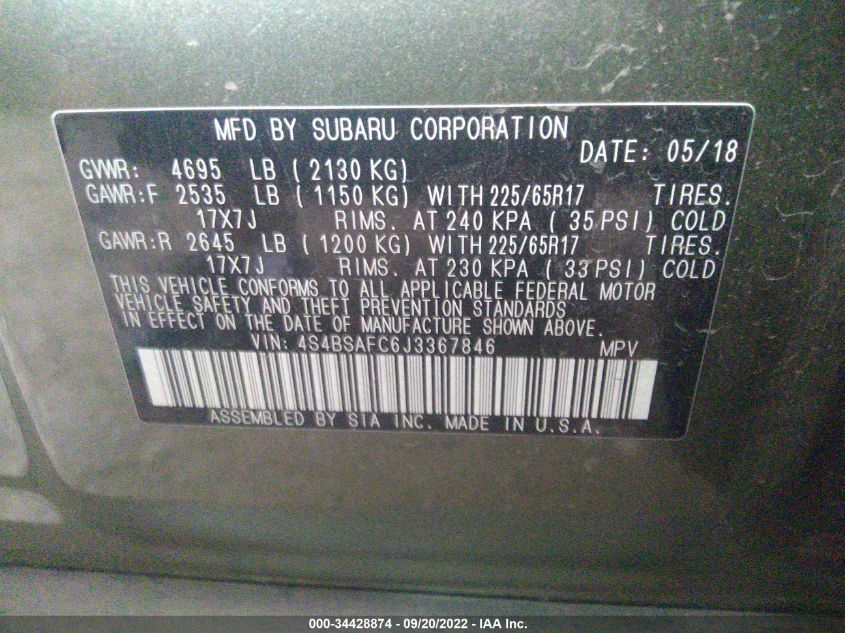 MFD BY SUBARU CORPORATION
DATE: 05/18
GVWR: 4695 LB ( 2130 KG)
GAWR:F 2535 LB ( 1150 KG) WITH 225/65R17 TIRES.
17X7J RIMS. AT 240 KPA ( 35 PSI) COLD
GAWR:R 2645 LB ( 1200 KG) WITH 225/65R17 TIRES.
17X7J RIMS. AT 230 KPA ( 33 PSI) COLD
THIS VEHICLE CONFORMS TO ALL APPLICABLE FEDERAL MOTOR
VEHICLE SAFETY AND THEFT PREVENTION STANDARDS
IN EFFECT ON THE DATE OF MANUFACTURE SHOWN ABOVE.
VIN: 4S4BSAFC6J3367846 MPV
ASSEMBLED BY SIA INC. MADE IN U.S.A.
000-34428874 - 09/20/2022 - IAA Inc.